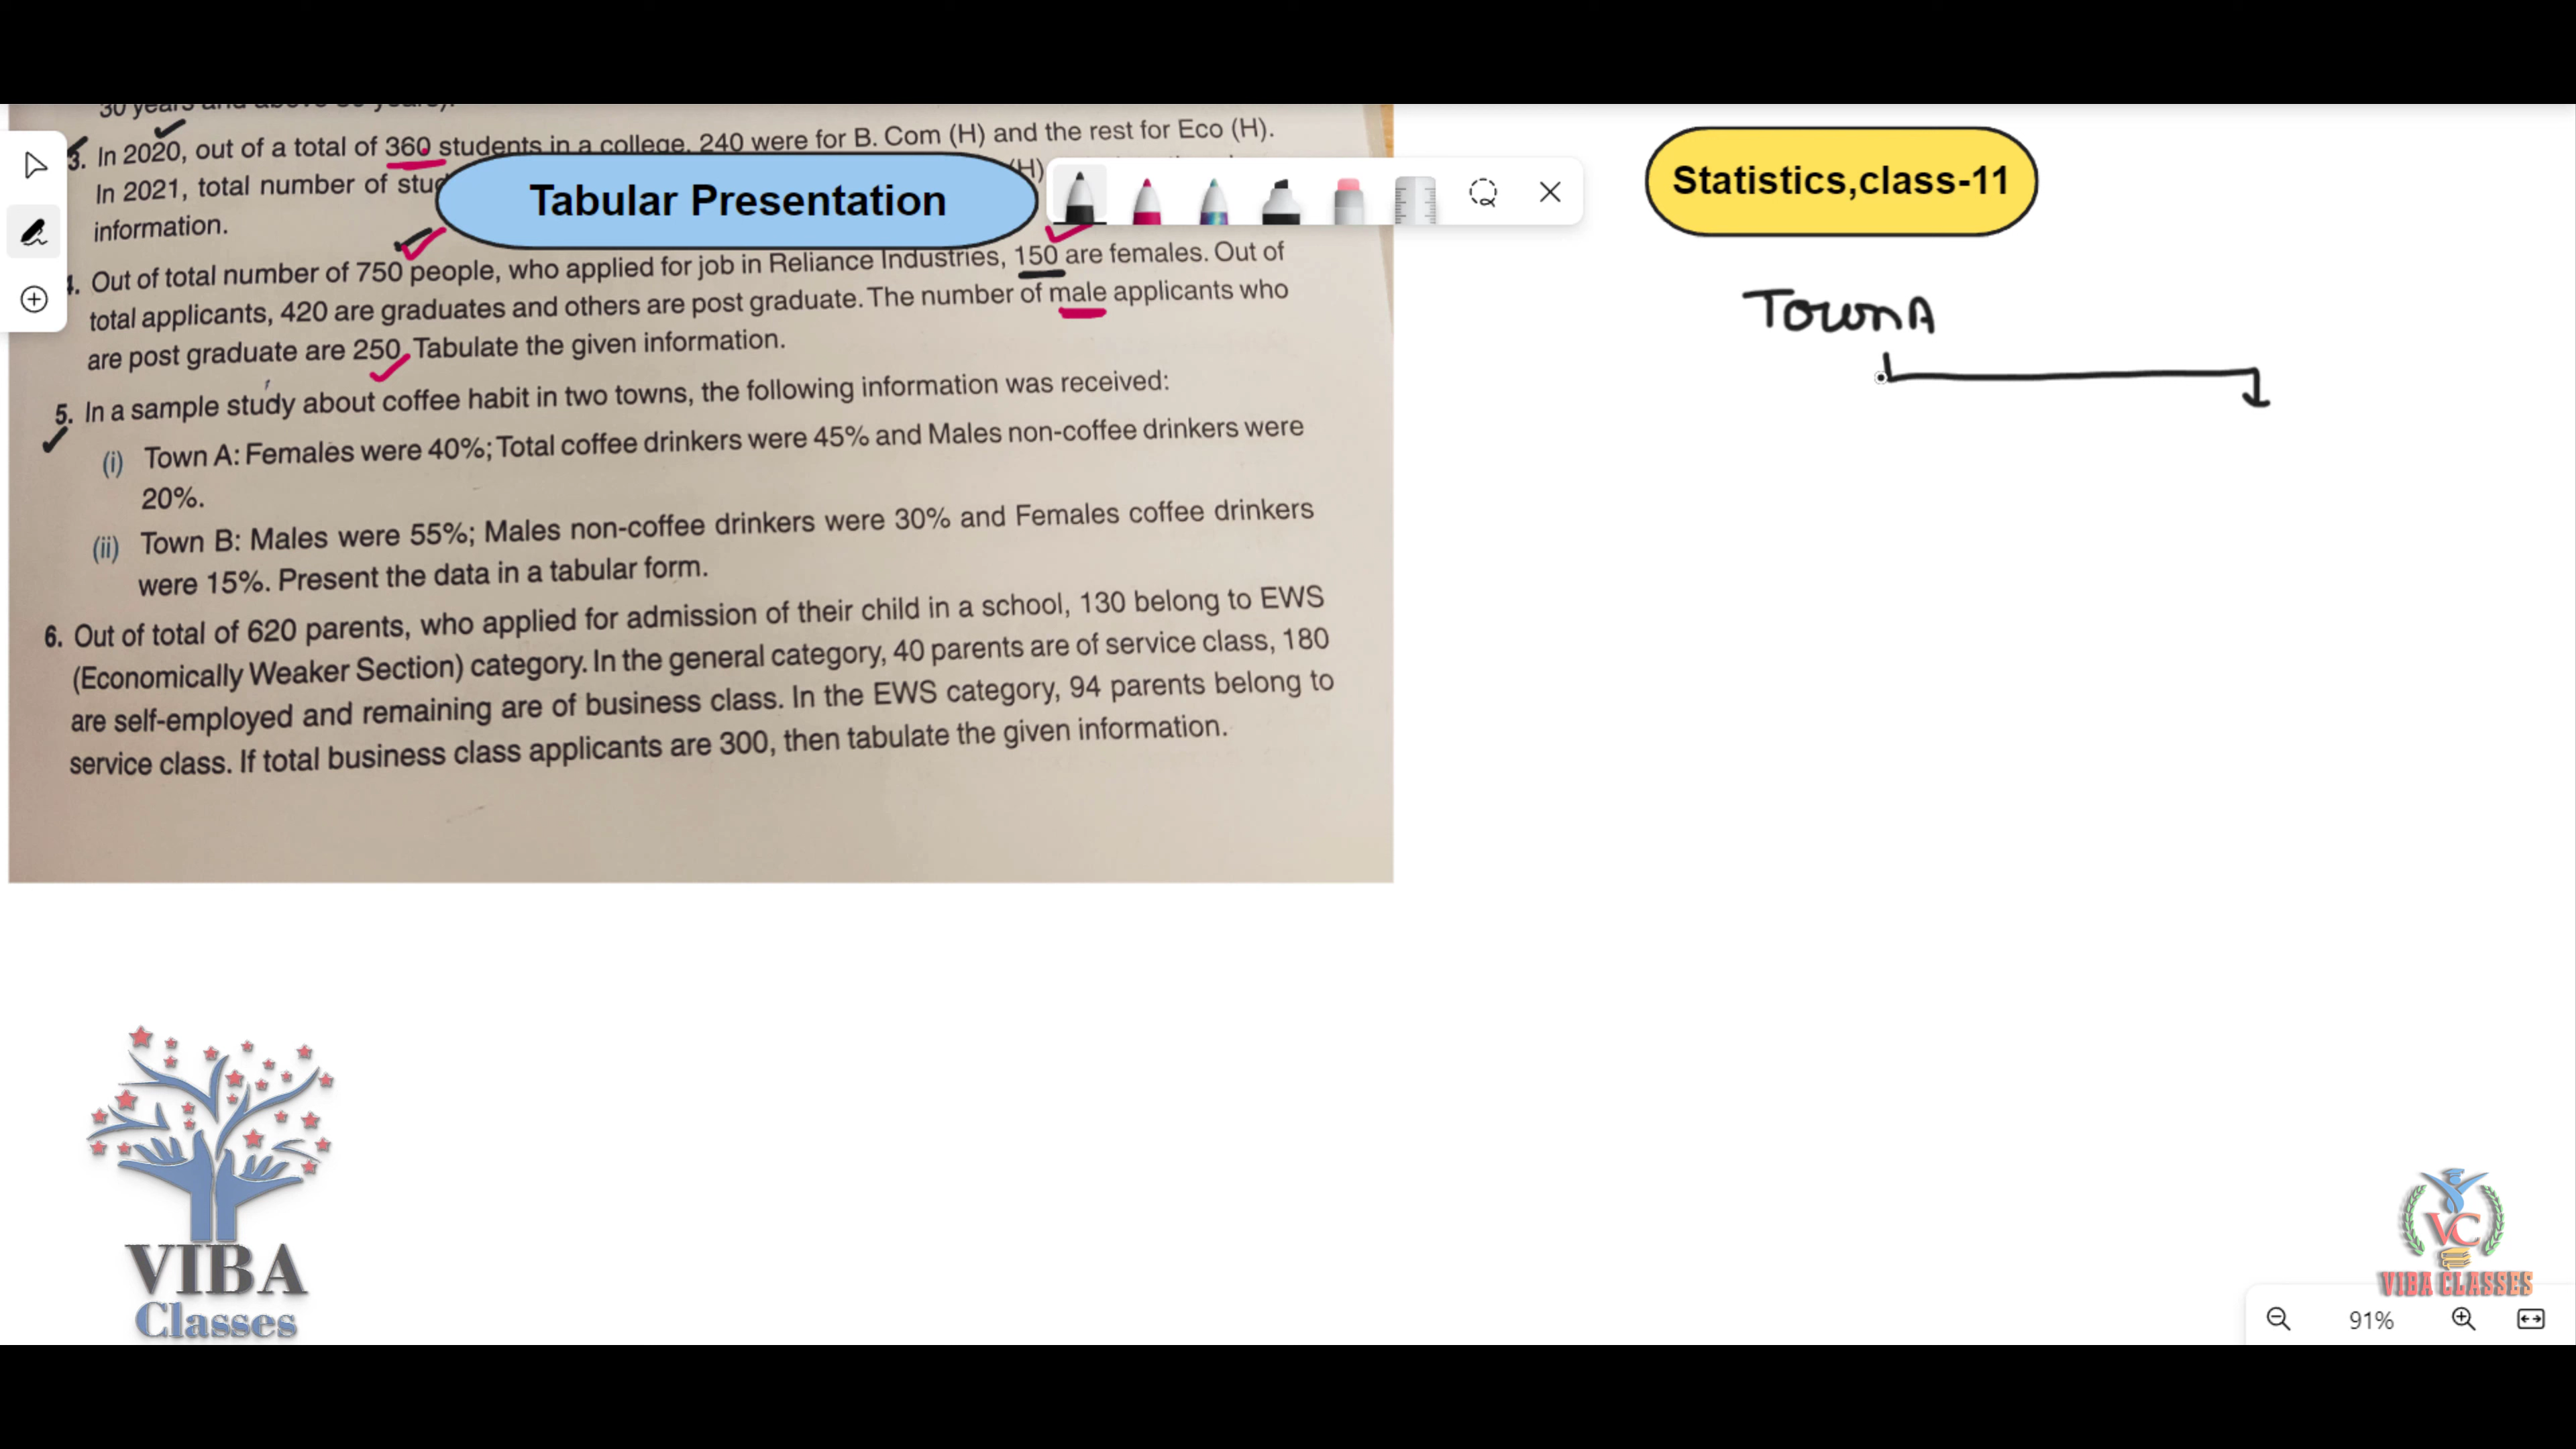 30 years and above 30 years).
3. In 2020, out of a total of 360 students in a college, 240 were for B. Com (H) and the rest for Eco (H).
In 2021, total number of stud
(H)
information.
Tabular Presentation
Statistics,class-11
4. Out of total number of 750 people, who applied for job in Reliance Industries, 150 are females. Out of
total applicants, 420 are graduates and others are post graduate. The number of male applicants who
are post graduate are 250. Tabulate the given information.
5. In a sample study about coffee habit in two towns, the following information was received:
(i) Town A: Females were 40%; Total coffee drinkers were 45% and Males non-coffee drinkers were
20%.
(ii) Town B: Males were 55%; Males non-coffee drinkers were 30% and Females coffee drinkers
were 15%. Present the data in a tabular form.
6. Out of total of 620 parents, who applied for admission of their child in a school, 130 belong to EWS
(Economically Weaker Section) category. In the general category, 40 parents are of service class, 180
are self-employed and remaining are of business class. In the EWS category, 94 parents belong to
service class. If total business class applicants are 300, then tabulate the given information.
Town A
VIBA
Classes
VC
VIBA CLASSES
91%